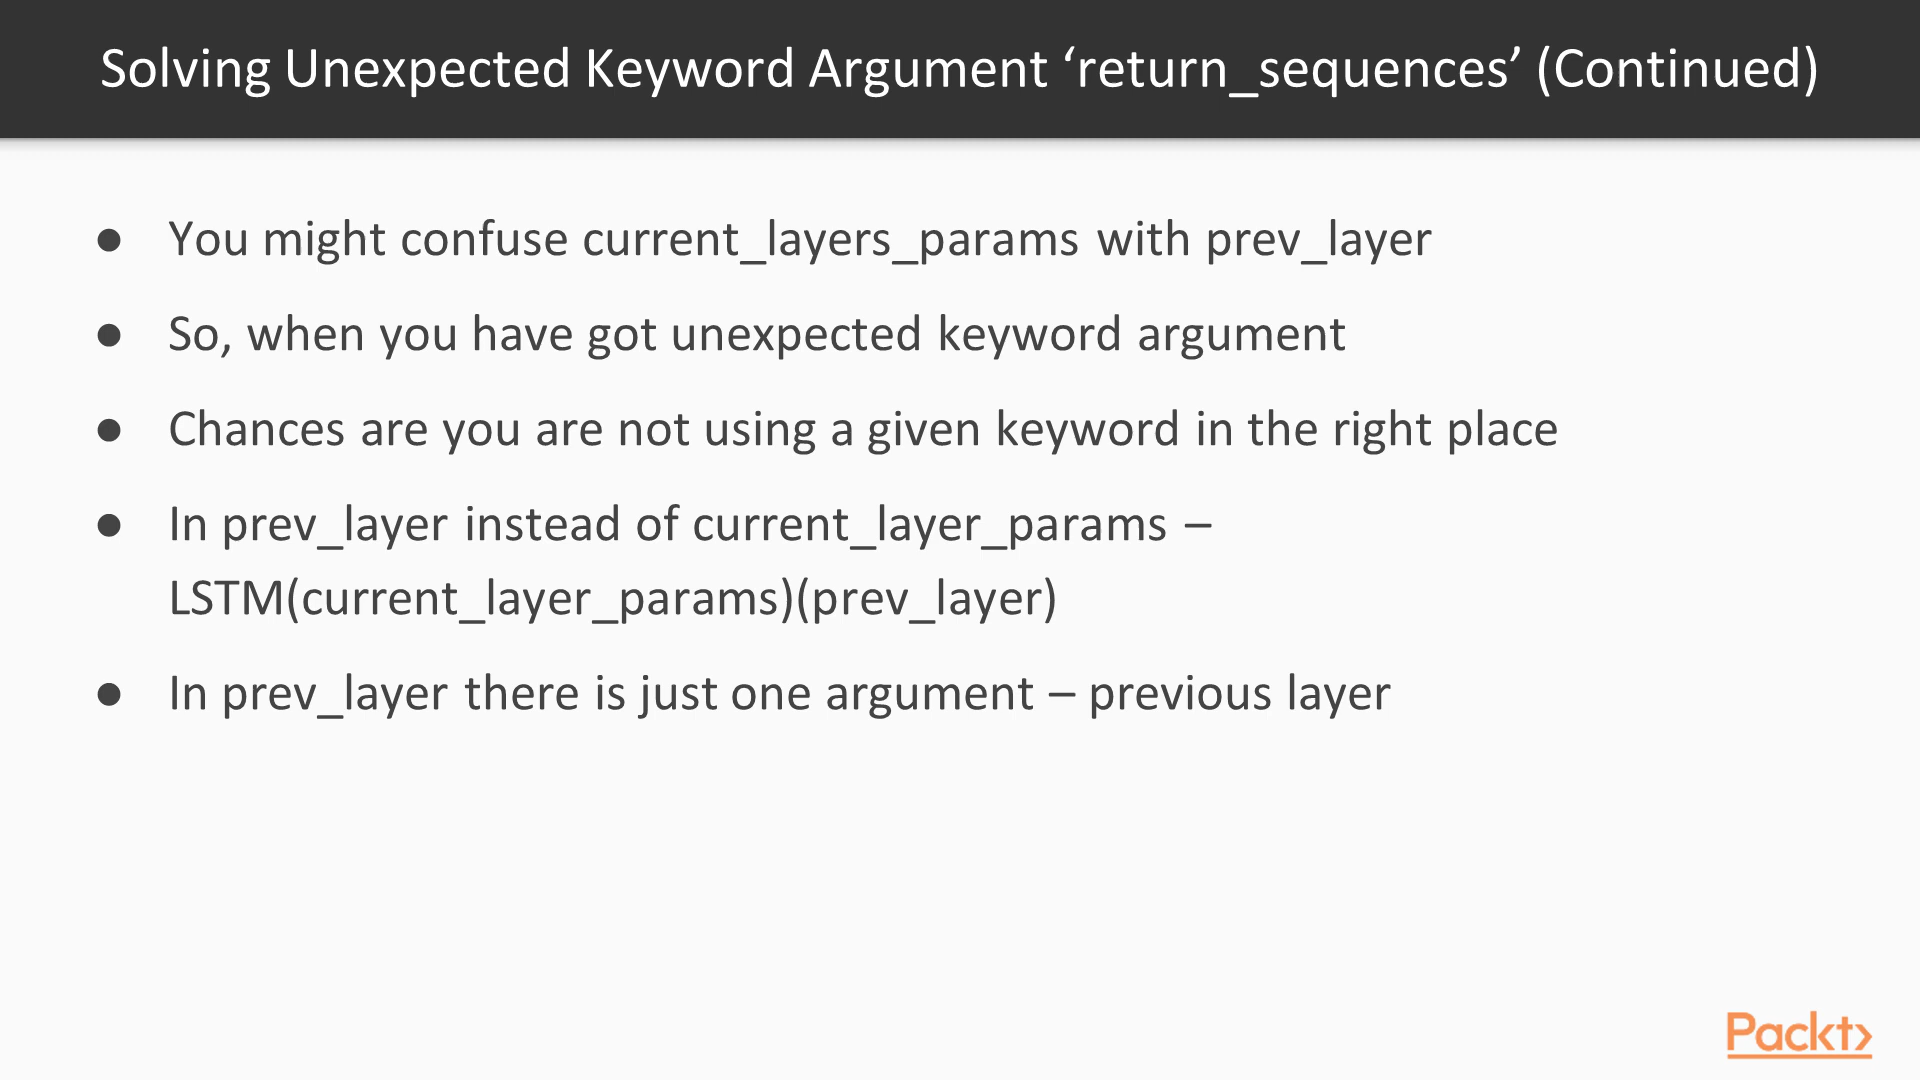 Solving Unexpected Keyword Argument ‘return_sequences’ (Continued)
● You might confuse current_layers_params with prev_layer
● So, when you have got unexpected keyword argument
● Chances are you are not using a given keyword in the right place
● In prev_layer instead of current_layer_params –
LSTM(current_layer_params)(prev_layer)
● In prev_layer there is just one argument – previous layer
Packt>